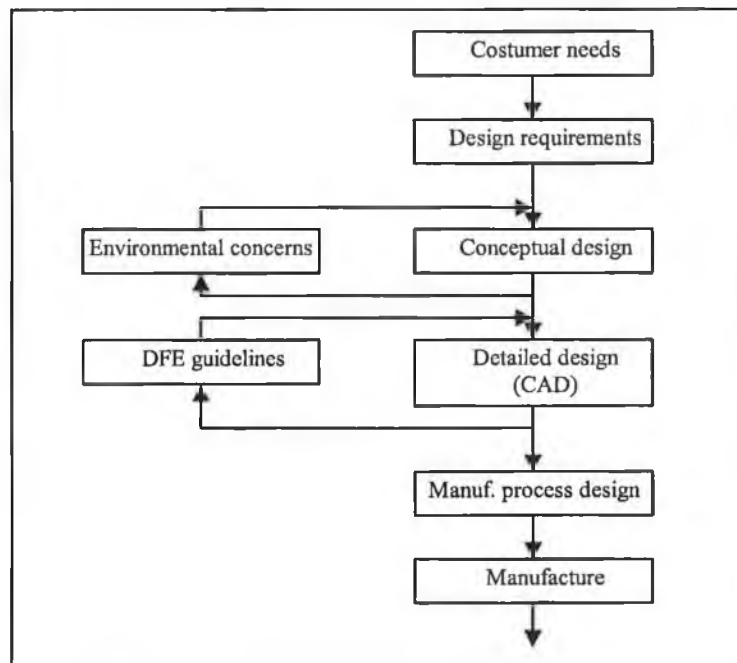 Costumer needs
Design requirements
Environmental concerns
Conceptual design
DFE guidelines
Detailed design
(CAD)
Manuf. process design
Manufacture